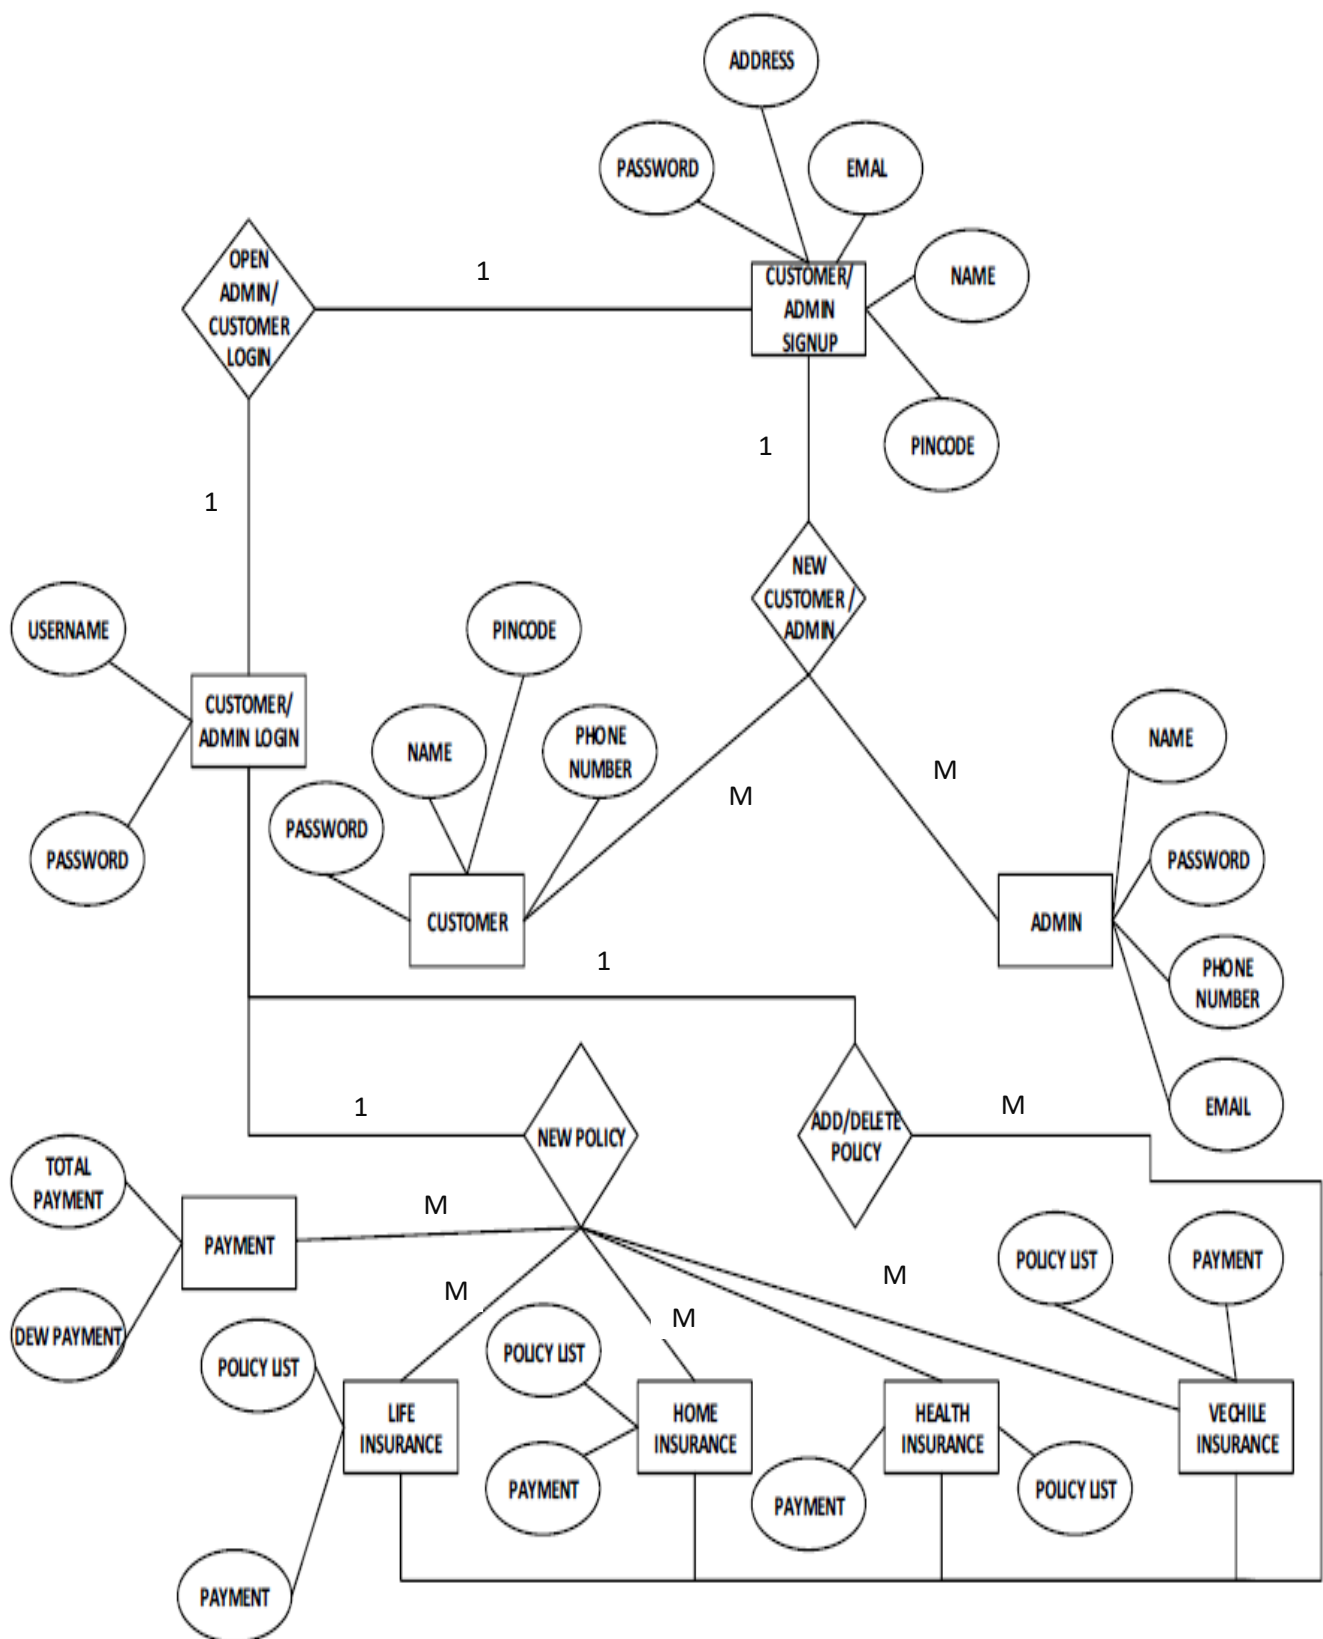 ADDRESS
PASSWORD
EMAL
OPEN
ADMIN/
CUSTOMER
LOGIN
1
CUSTOMER/
ADMIN
SIGNUP
NAME
1
PINCODE
1
NEW
CUSTOMER /
ADMIN
USERNAME
PINCODE
CUSTOMER/
ADMIN LOGIN
NAME
PHONE
NUMBER
M
M
NAME
PASSWORD
PASSWORD
PASSWORD
CUSTOMER
ADMIN
1
PHONE
NUMBER
1
M
EMAIL
NEW POLICY
ADD/DELETE
POLICY
TOTAL
PAYMENT
M
PAYMENT
POLICY LIST
PAYMENT
M
M
M
DEW PAYMENT
POLICY LIST
POLICY LIST
LIFE
INSURANCE
HOME
INSURANCE
HEALTH
INSURANCE
VECHILE
INSURANCE
PAYMENT
PAYMENT
POLICY LIST
PAYMENT